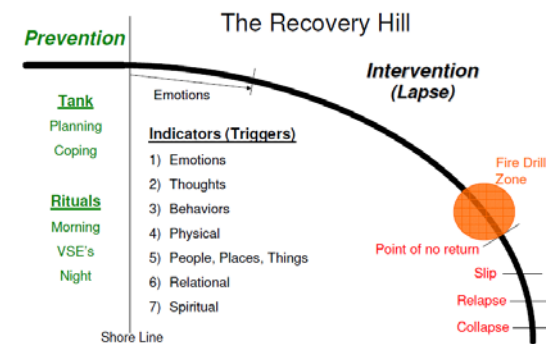 The Recovery Hill
Prevention
Intervention
(Lapse)
Emotions
Tank
Planning
Coping
Rituals
Morning
VSE's
Night
Indicators (Triggers)
1) Emotions
2) Thoughts
3) Behaviors
4) Physical
5) People, Places, Things
6) Relational
7) Spiritual
Fire Drill
Zone
Point of no return
Slip
Relapse
Collapse
Shore Line